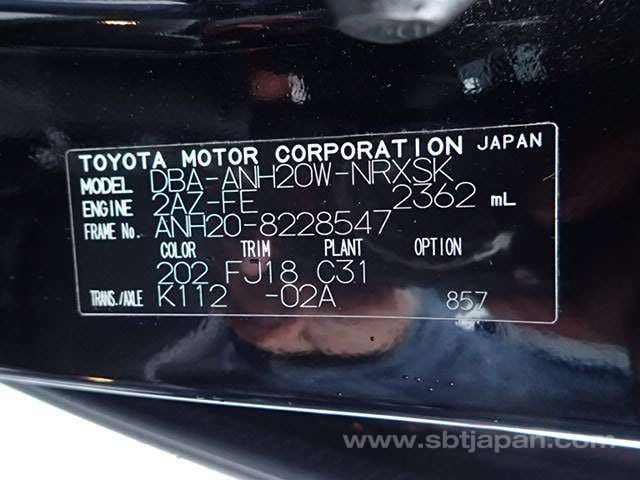 TOYOTA MOTOR CORPORATION JAPAN
MODEL DBA-ANH20W-NRXSK
ENGINE 2AZ-FE 2362 mL
FRAME No. ANH20-8228547
COLOR TRIM PLANT OPTION
202 FJ18 C31
TRANS./AXLE K112 -02A 857
www.sbtjapan.com